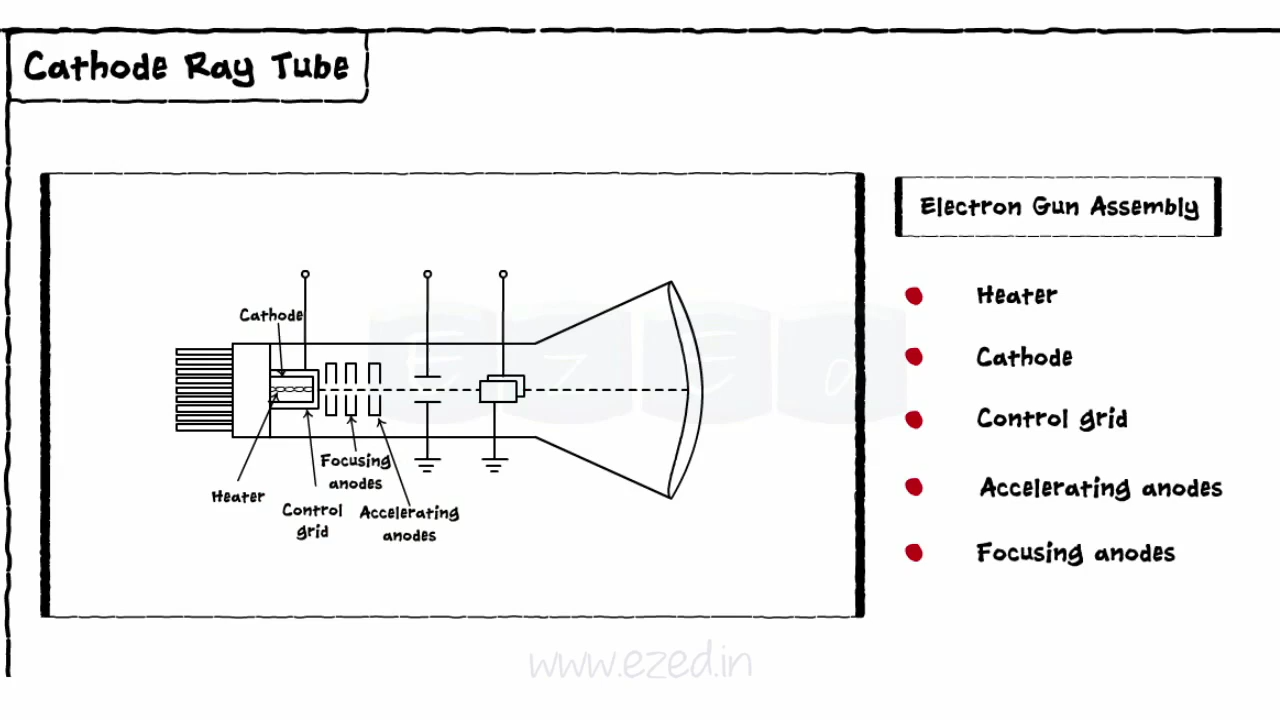 Cathode Ray Tube
Electron Gun Assembly
Heater
Cathode
Control grid
Accelerating anodes
Focusing anodes
Cathode
Focusing
anodes
Heater
Control
grid
Accelerating
anodes
EZEd
www.ezed.in